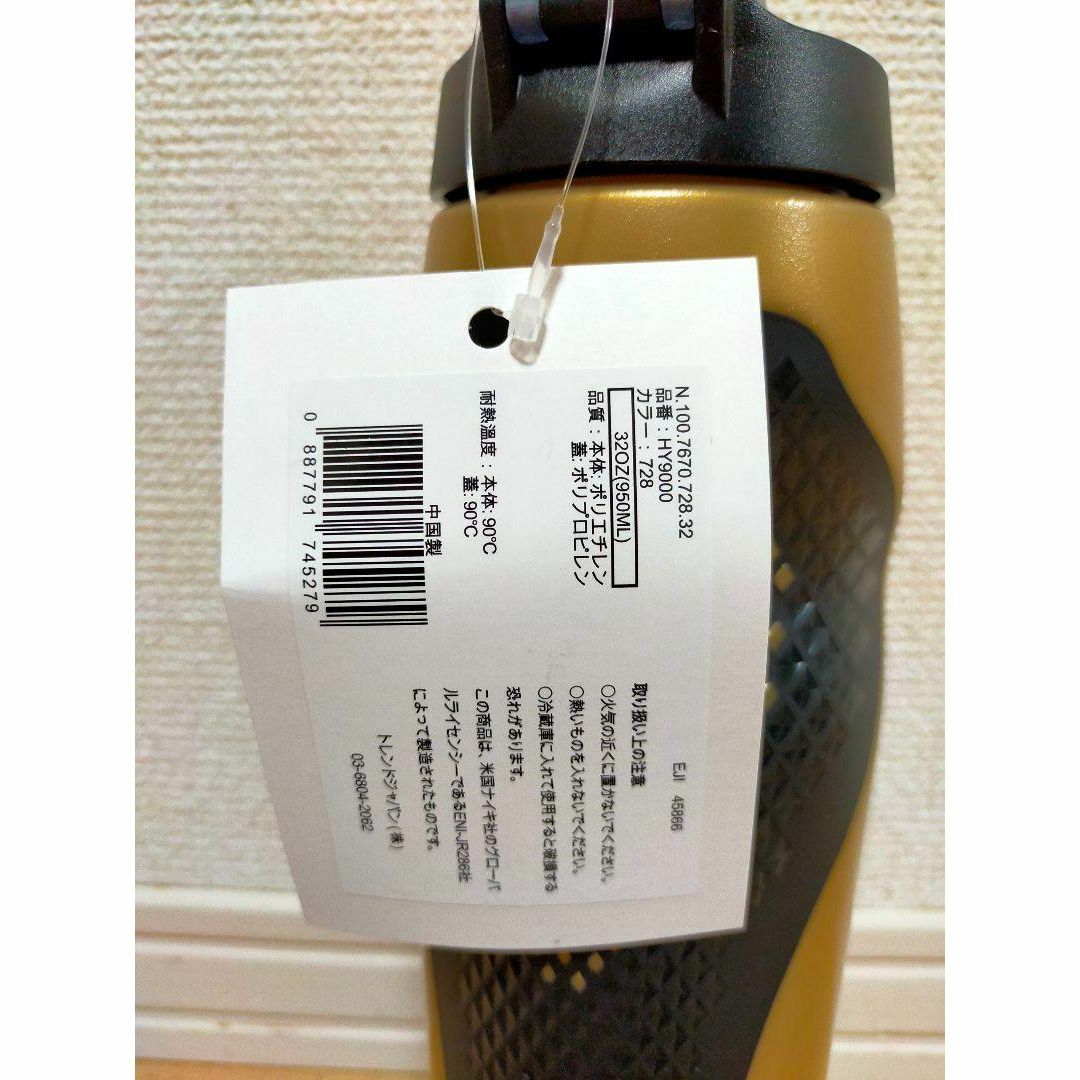 N.100.7670.728.32
品番：HY9000
カラー：728
32OZ(950ML)
品質：本体: ポリエチレン
蓋: ポリプロピレン
耐熱温度：本体: 90℃
蓋: 90℃
中国製
0 887791 745279
EJI 45866
取り扱い上の注意
○火気の近くに置かないでください。
○熱いものを入れないでください。
○冷蔵庫に入れて使用すると破損する
恐れがあります。
この商品は、米国ナイキ社のグローバ
ルライセンシーであるENI-JR286社
によって製造されたものです。
トレンドジャパン(株)
03-6804-2062